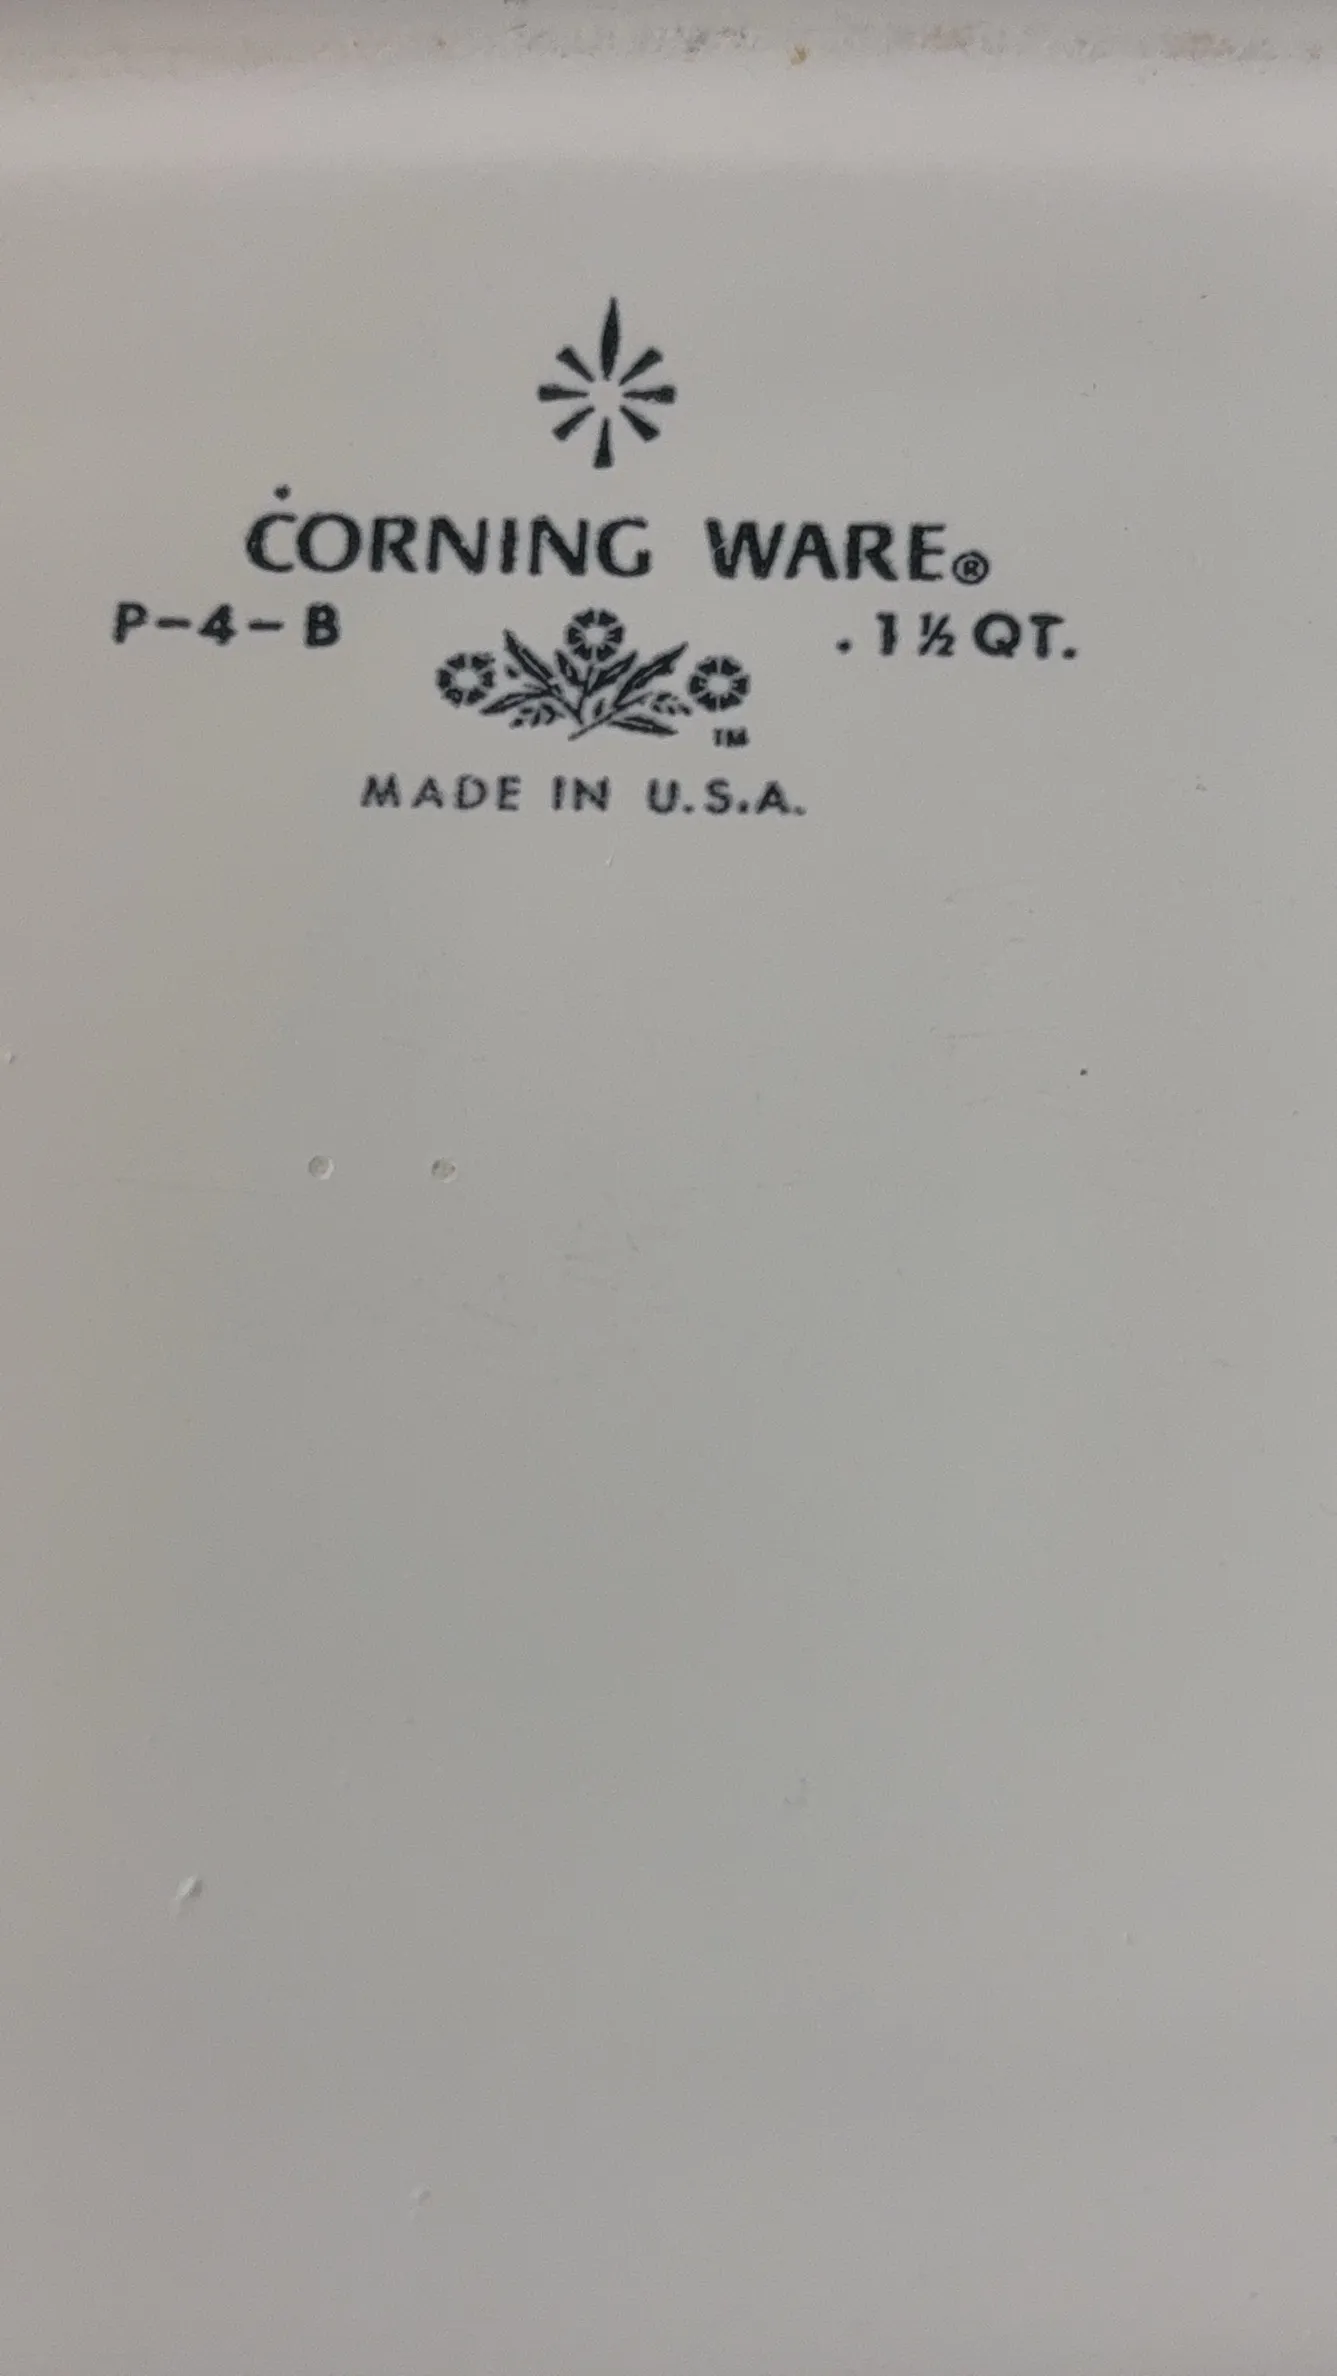 CORNING WARE®
P-4-B .1½ QT.
TM
MADE IN U.S.A.